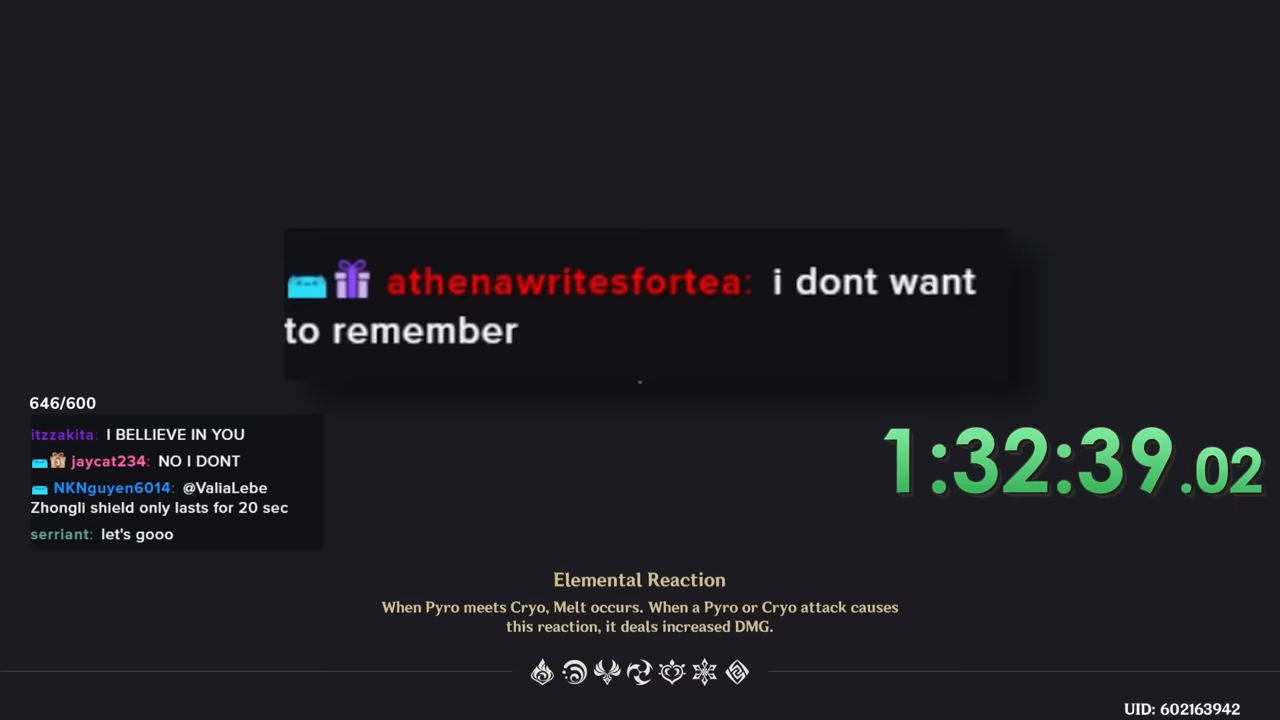 athenawritesfortea: i dont want
to remember
646/600
itzzakita: I BELLIEVE IN YOU
jaycat234: NO I DONT
NKNguyen6014: @ValiaLebe
Zhongli shield only lasts for 20 sec
serriant: let's gooo
1:32:39.02
Elemental Reaction
When Pyro meets Cryo, Melt occurs. When a Pyro or Cryo attack causes
this reaction, it deals increased DMG.
UID: 602163942